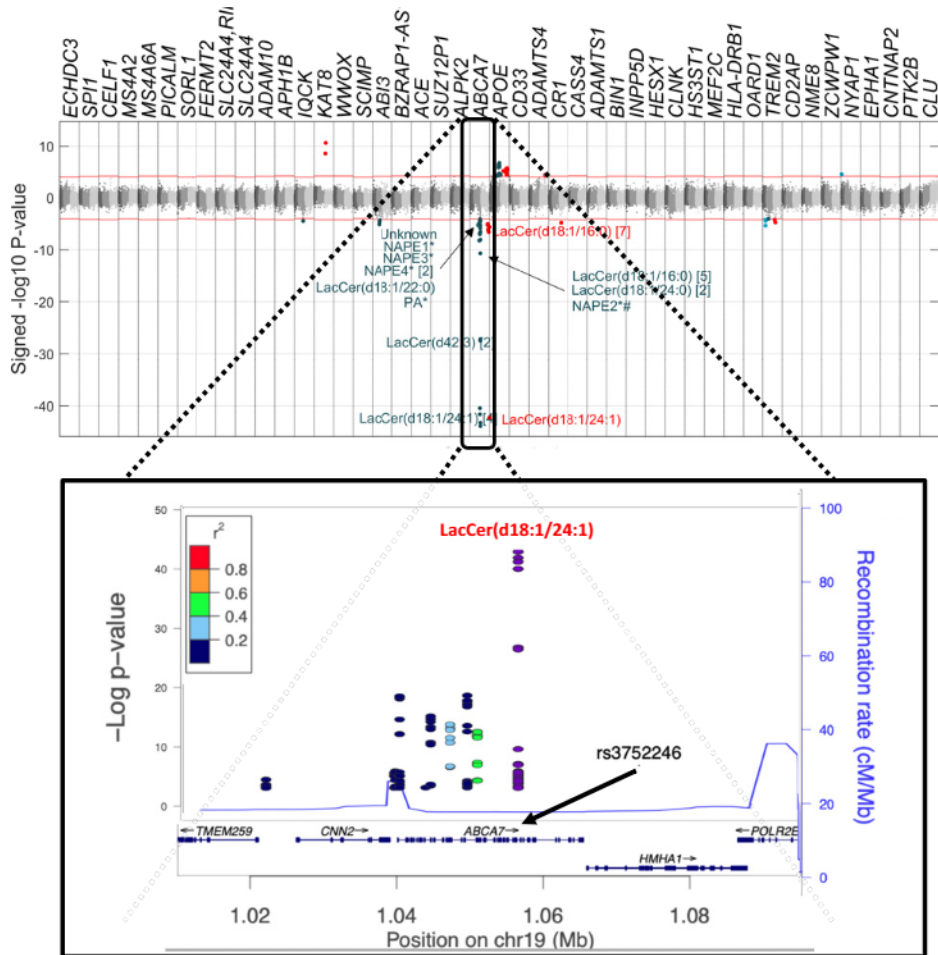 ECHDC3
SPI1
CELF1
MS4A2
MS4A6A
PICALM
SORL1
FERMT2
SLC24A4,RI
SLC24A4
ADAM10
APH1B
IQCK
KAT8
WWOX
SCIMP
ABI3
BZRAP1-AS
ACE
SUZ12P1
ALPK2
ABCA7
APOE
CD33
ADAMTS4
CR1
CASS4
ADAMTS1
BIN1
INPP5D
HESX1
CLNK
HS3ST1
MEF2C
HLA-DRB1
OARD1
TREM2
CD2AP
NME8
ZCWPW1
NYAP1
EPHA1
CNTNAP2
PTK2B
CLU
Signed -log10 P-value
10
0
-10
-20
-30
-40
Unknown
NAPE1*
NAPE3*
NAPE4* [2]
LacCer(d18:1/22:0)
PA*
LacCer(d18:1/16:0) [7]
LacCer(d18:1/16:0) [5]
LacCer(d18:1/24:0) [2]
NAPE2*#
LacCer(d42:3) [2]
LacCer(d18:1/24:1) [4]
LacCer(d18:1/24:1)
LacCer(d18:1/24:1)
r2
0.8
0.6
0.4
0.2
−Log p-value
50
40
30
20
10
0
Recombination rate (cM/Mb)
100
80
60
40
20
0
rs3752246
TMEM259
CNN2
ABCA7
POLR2E
HMHA1
1.02
1.04
1.06
1.08
Position on chr19 (Mb)